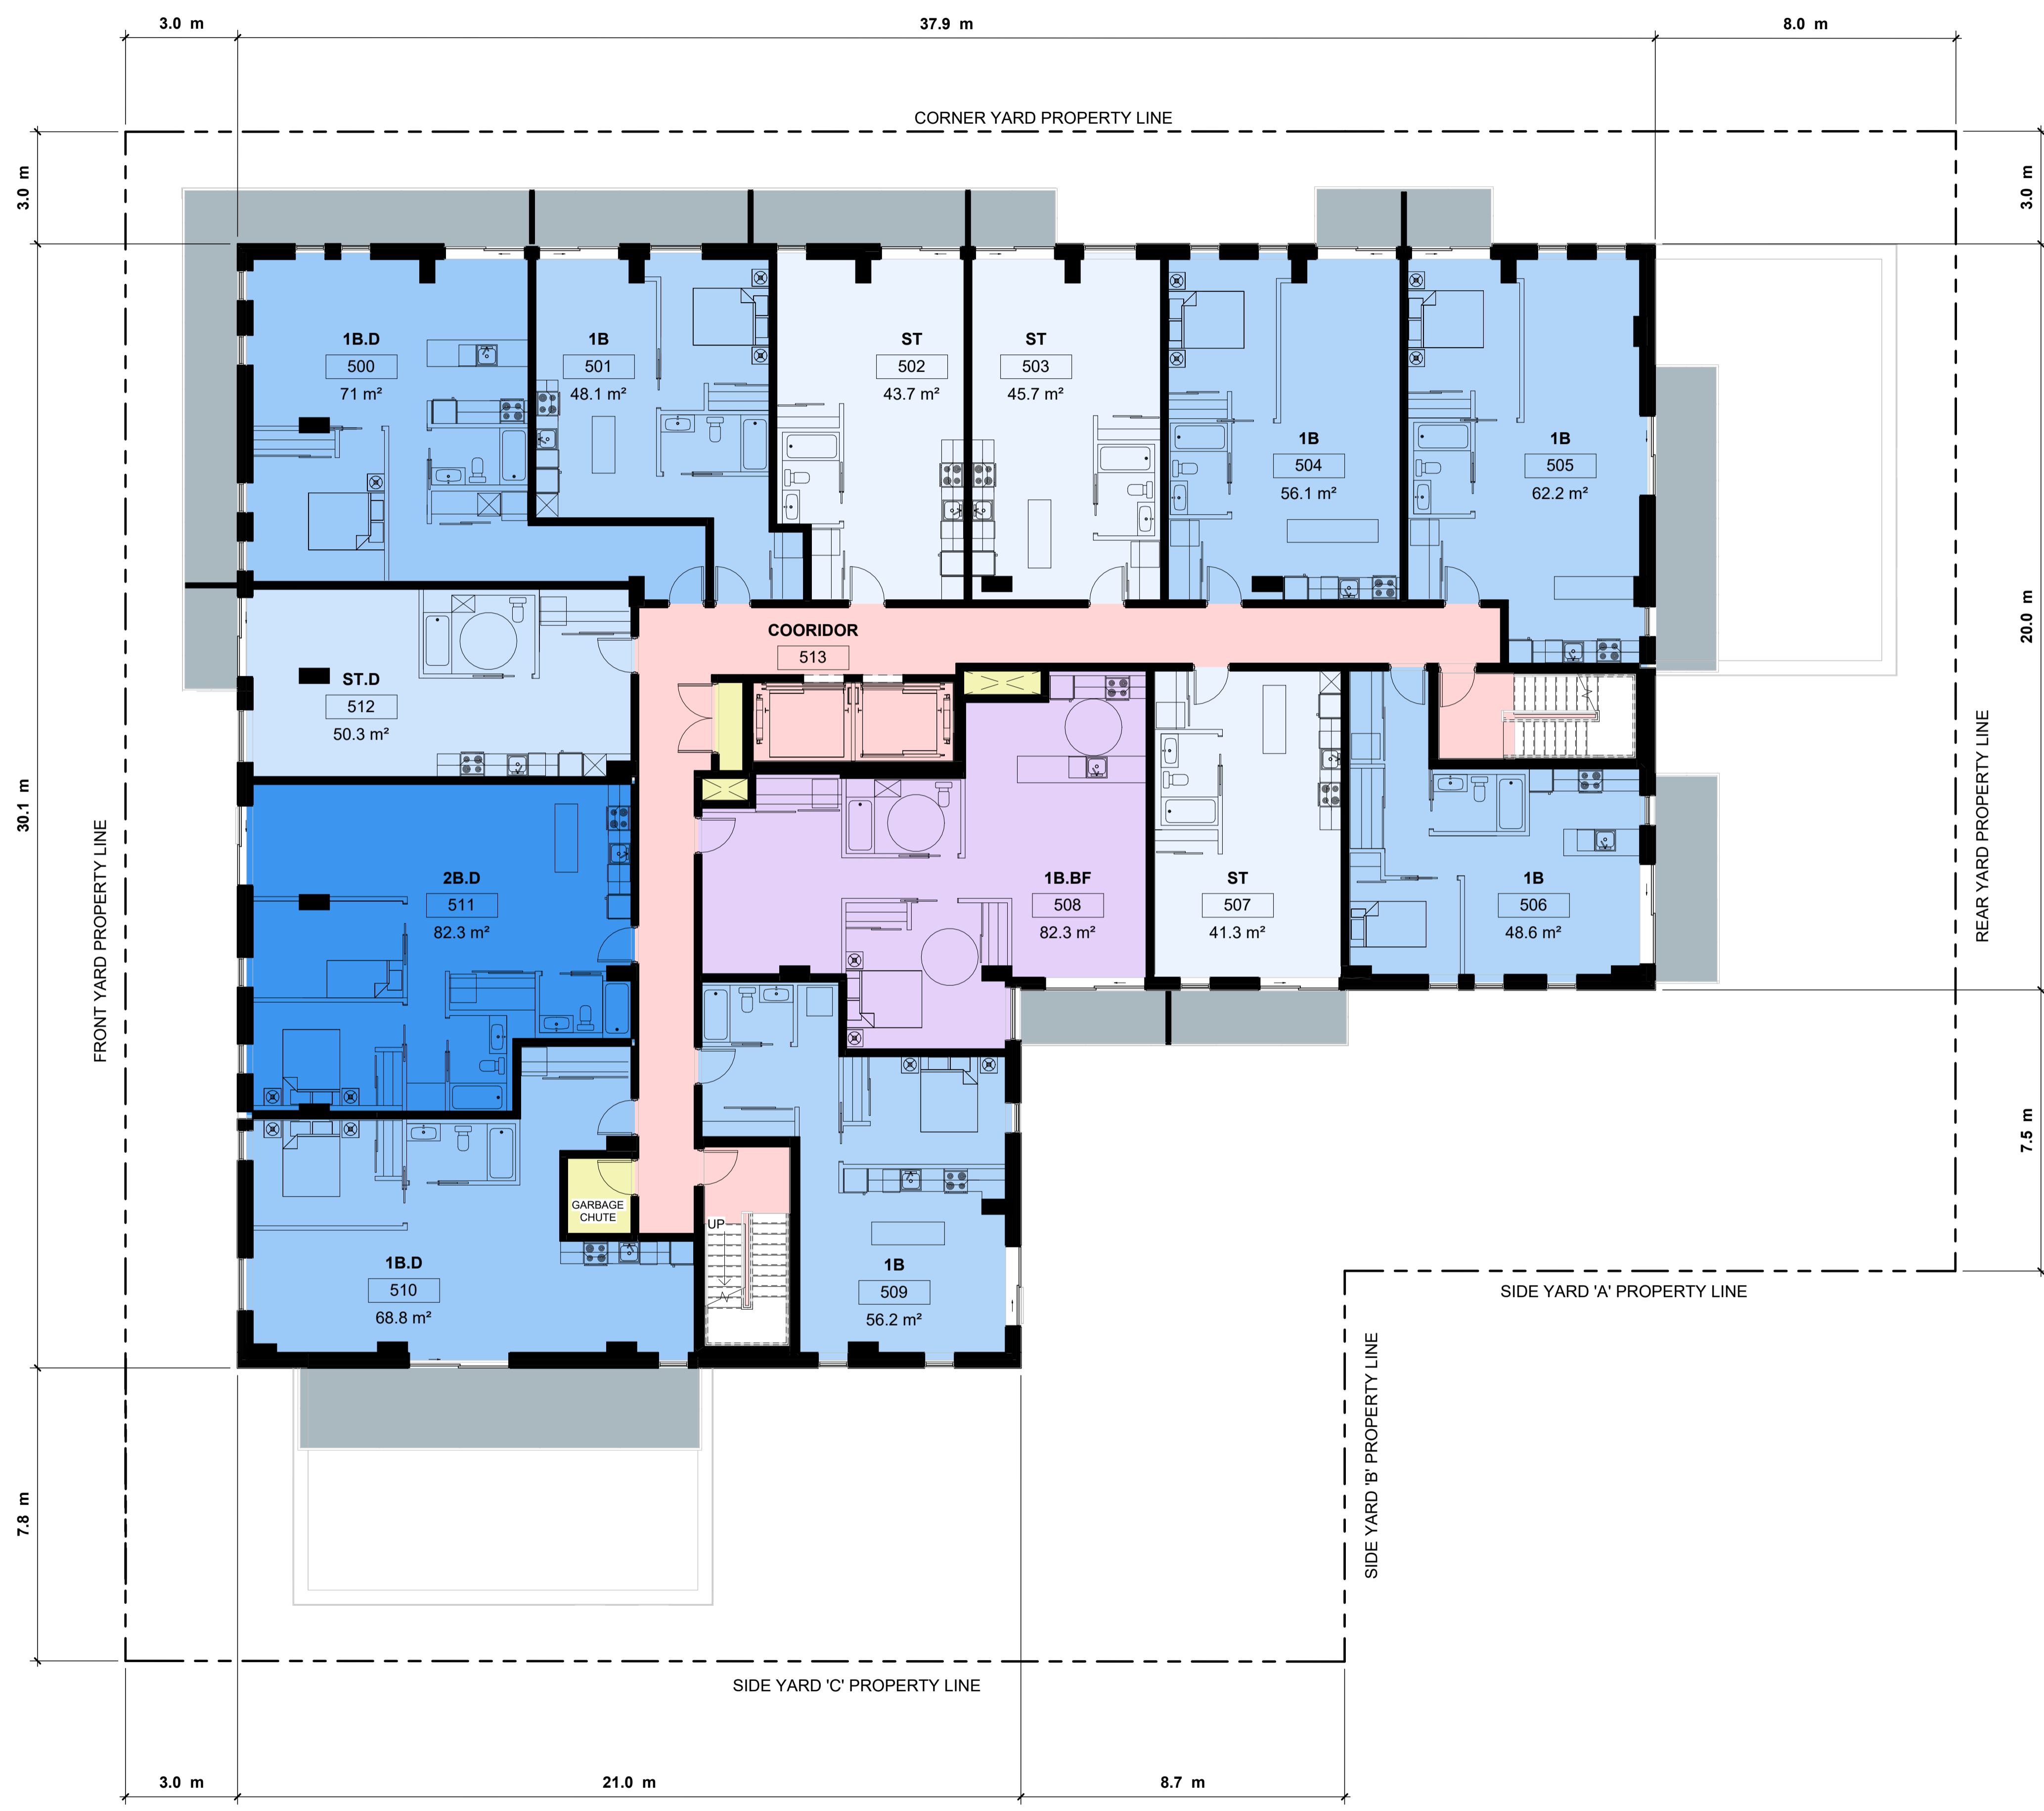 3.0 m
37.9 m
8.0 m
CORNER YARD PROPERTY LINE
3.0 m
3.0 m
1B.D
500
71 m²
1B
501
48.1 m²
ST
502
43.7 m²
ST
503
45.7 m²
1B
504
56.1 m²
1B
505
62.2 m²
COORIDOR
513
20.0 m
ST.D
512
50.3 m²
30.1 m
REAR YARD PROPERTY LINE
FRONT YARD PROPERTY LINE
2B.D
511
82.3 m²
1B.BF
508
82.3 m²
ST
507
41.3 m²
1B
506
48.6 m²
7.5 m
GARBAGE
CHUTE
UP
1B.D
510
68.8 m²
1B
509
56.2 m²
SIDE YARD 'A' PROPERTY LINE
SIDE YARD 'B' PROPERTY LINE
7.8 m
SIDE YARD 'C' PROPERTY LINE
3.0 m
21.0 m
8.7 m